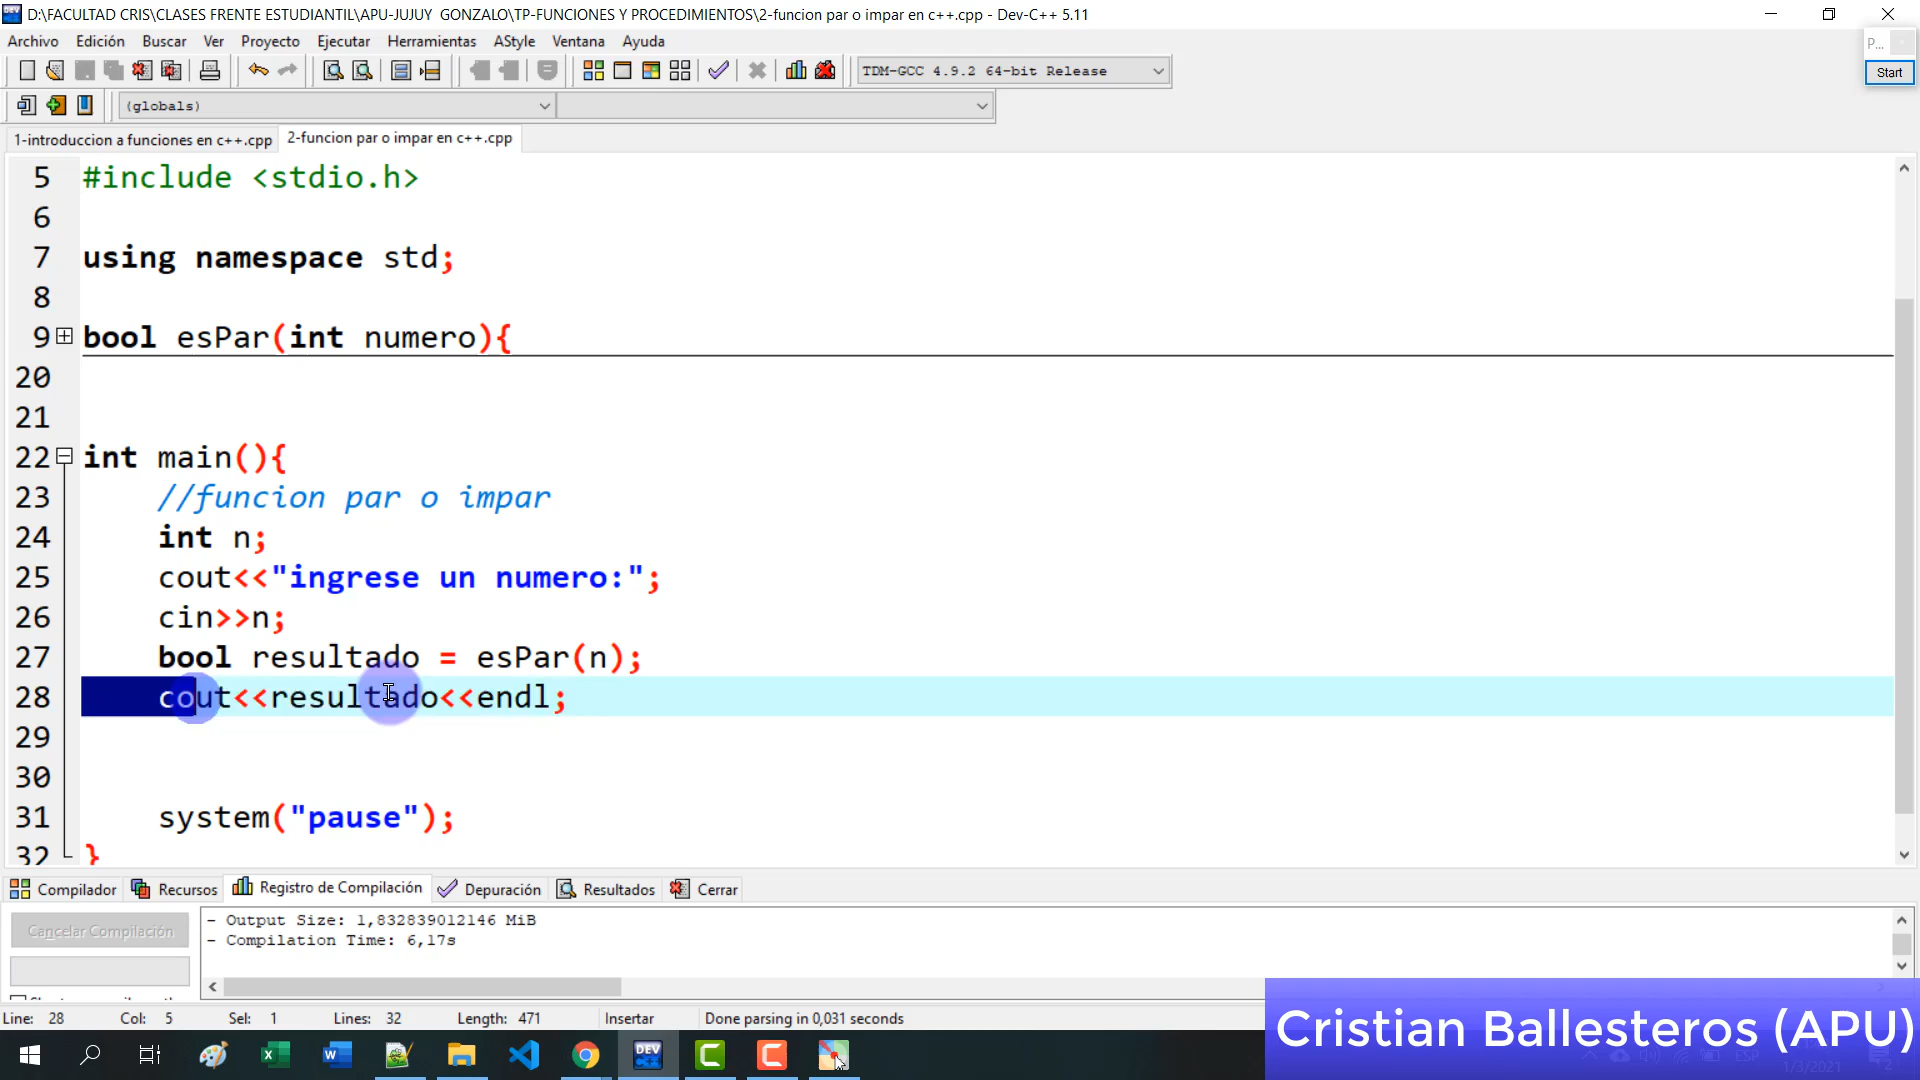 D:\FACULTAD CRIS\CLASES FRENTE ESTUDIANTIL\APU-JUJUY GONZALO\TP-FUNCIONES Y PROCEDIMIENTOS\2-funcion par o impar en c++.cpp - Dev-C++ 5.11
Archivo Edición Buscar Ver Proyecto Ejecutar Herramientas AStyle Ventana Ayuda
P...
TDM-GCC 4.9.2 64-bit Release
Start
(globals)
1-introduccion a funciones en c++.cpp 2-funcion par o impar en c++.cpp
5 #include <stdio.h>
6
7 using namespace std;
8
9 bool esPar(int numero){
20
21
22 int main(){
23 //funcion par o impar
24 int n;
25 cout<<"ingrese un numero:";
26 cin>>n;
27 bool resultado = esPar(n);
28 cout<<resultado<<endl;
29
30
31 system("pause");
32 }
Compilador Recursos Registro de Compilación Depuración Resultados Cerrar
Cancelar Compilación
- Output Size: 1,832839012146 MiB
- Compilation Time: 6,17s
Line: 28 Col: 5 Sel: 1 Lines: 32 Length: 471 Insertar Done parsing in 0,031 seconds
Cristian Ballesteros (APU)
DEV
ESP
1/3/2021